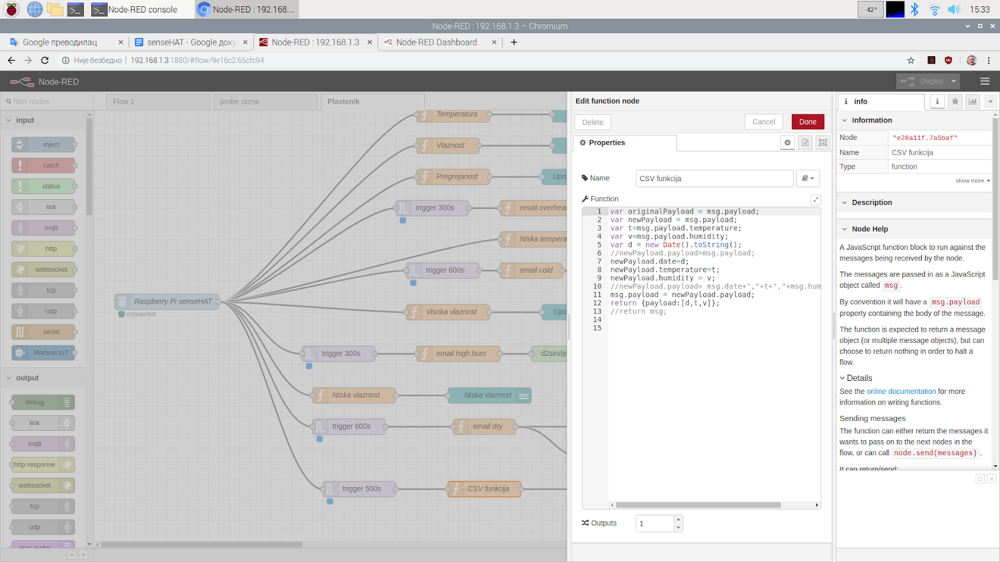 Node-RED console
Node-RED : 192.168....
42°
15:33
Node-RED : 192.168.1.3 – Chromium
Google преводилац
senseHAT - Google доку
Node-RED : 192.168.1.3
Node-RED Dashboard
Није безбедно
192.168.1.3:1880/#flow/9e16c2.65cfc94
Node-RED
Deploy
filter nodes
input
inject
catch
status
link
mqtt
http
websocket
tcp
udp
serial
Watson IoT
output
debug
link
mqtt
http response
websocket
tcp
udp
play audio
Flow 1
probe razne
Plastenik
Temperatura
Vlaznost
Pregrejanost
Upo
trigger 300s
email overhea
Niska tempera
trigger 600s
email cold
Raspberry Pi senseHAT
connected
Visoka vlaznost
Upo
trigger 300s
email high hum
d2sindje
NIska vlaznost
Niska vlaznost
abc
trigger 600s
email dry
trigger 500s
CSV funkcija
Edit function node
Delete
Cancel
Done
Properties
Name
CSV funkcija
Function
1 var originalPayload = msg.payload;
2 var newPayload = msg.payload;
3 var t=msg.payload.temperature;
4 var v=msg.payload.humidity;
5 var d = new Date().toString();
6 //newPayload.payload=msg.payload;
7 newPayload.date=d;
8 newPayload.temperature=t;
9 newPayload.humidity = v;
10 //newPayload.payload= msg.date+","+t+","+msg.hum
11 msg.payload = newPayload.payload;
12 return {payload:[d,t,v]};
13 //return msg;
14
15
Outputs
1
info
Information
Node "e28a11f.7a5baf"
Name CSV funkcija
Type function
show more
Description
Node Help
A JavaScript function block to run against the
messages being received by the node.
The messages are passed in as a JavaScript
object called msg .
By convention it will have a msg.payload
property containing the body of the message.
The function is expected to return a message
object (or multiple message objects), but can
choose to return nothing in order to halt a
flow.
Details
See the online documentation for more
information on writing functions.
Sending messages
The function can either return the messages it
wants to pass on to the next nodes in the
flow, or can call node.send(messages) .
It can return/send: